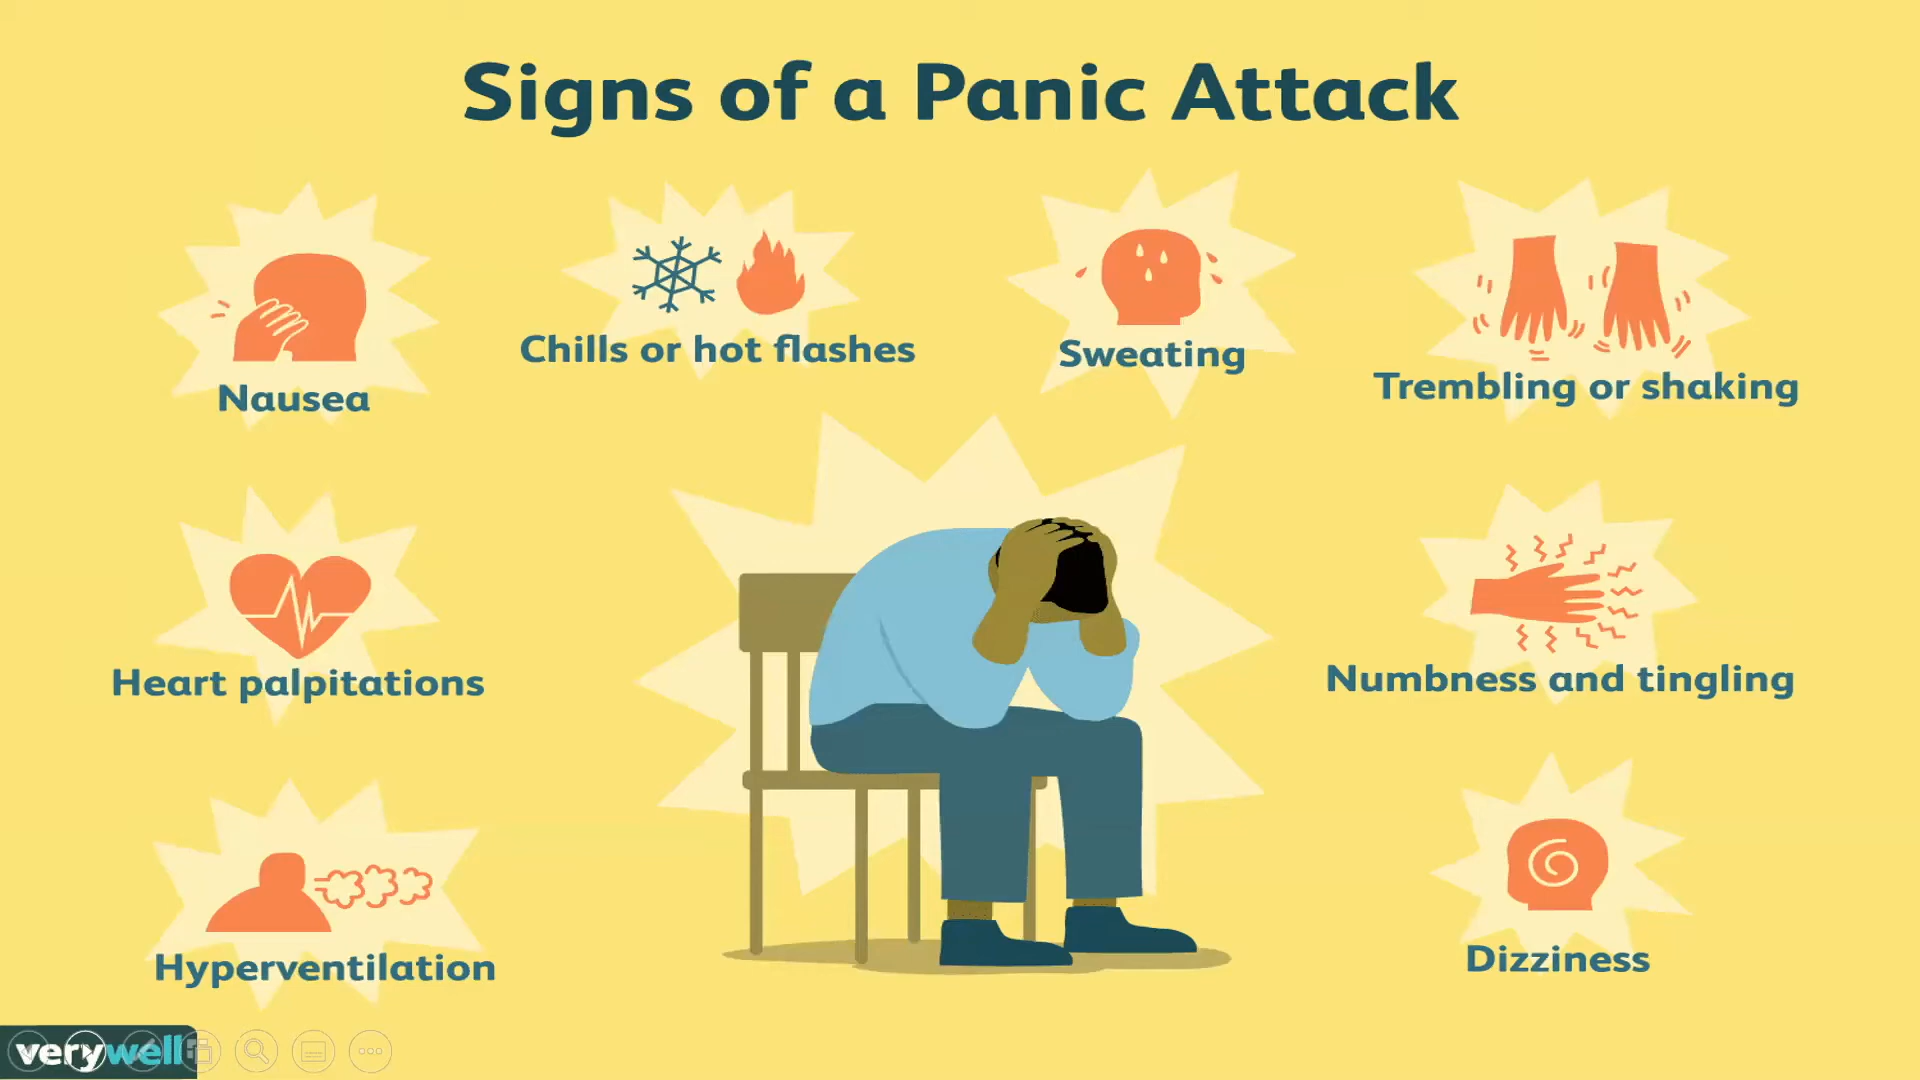 Signs of a Panic Attack
Nausea
Chills or hot flashes
Sweating
Trembling or shaking
Heart palpitations
Numbness and tingling
Hyperventilation
Dizziness
verywell